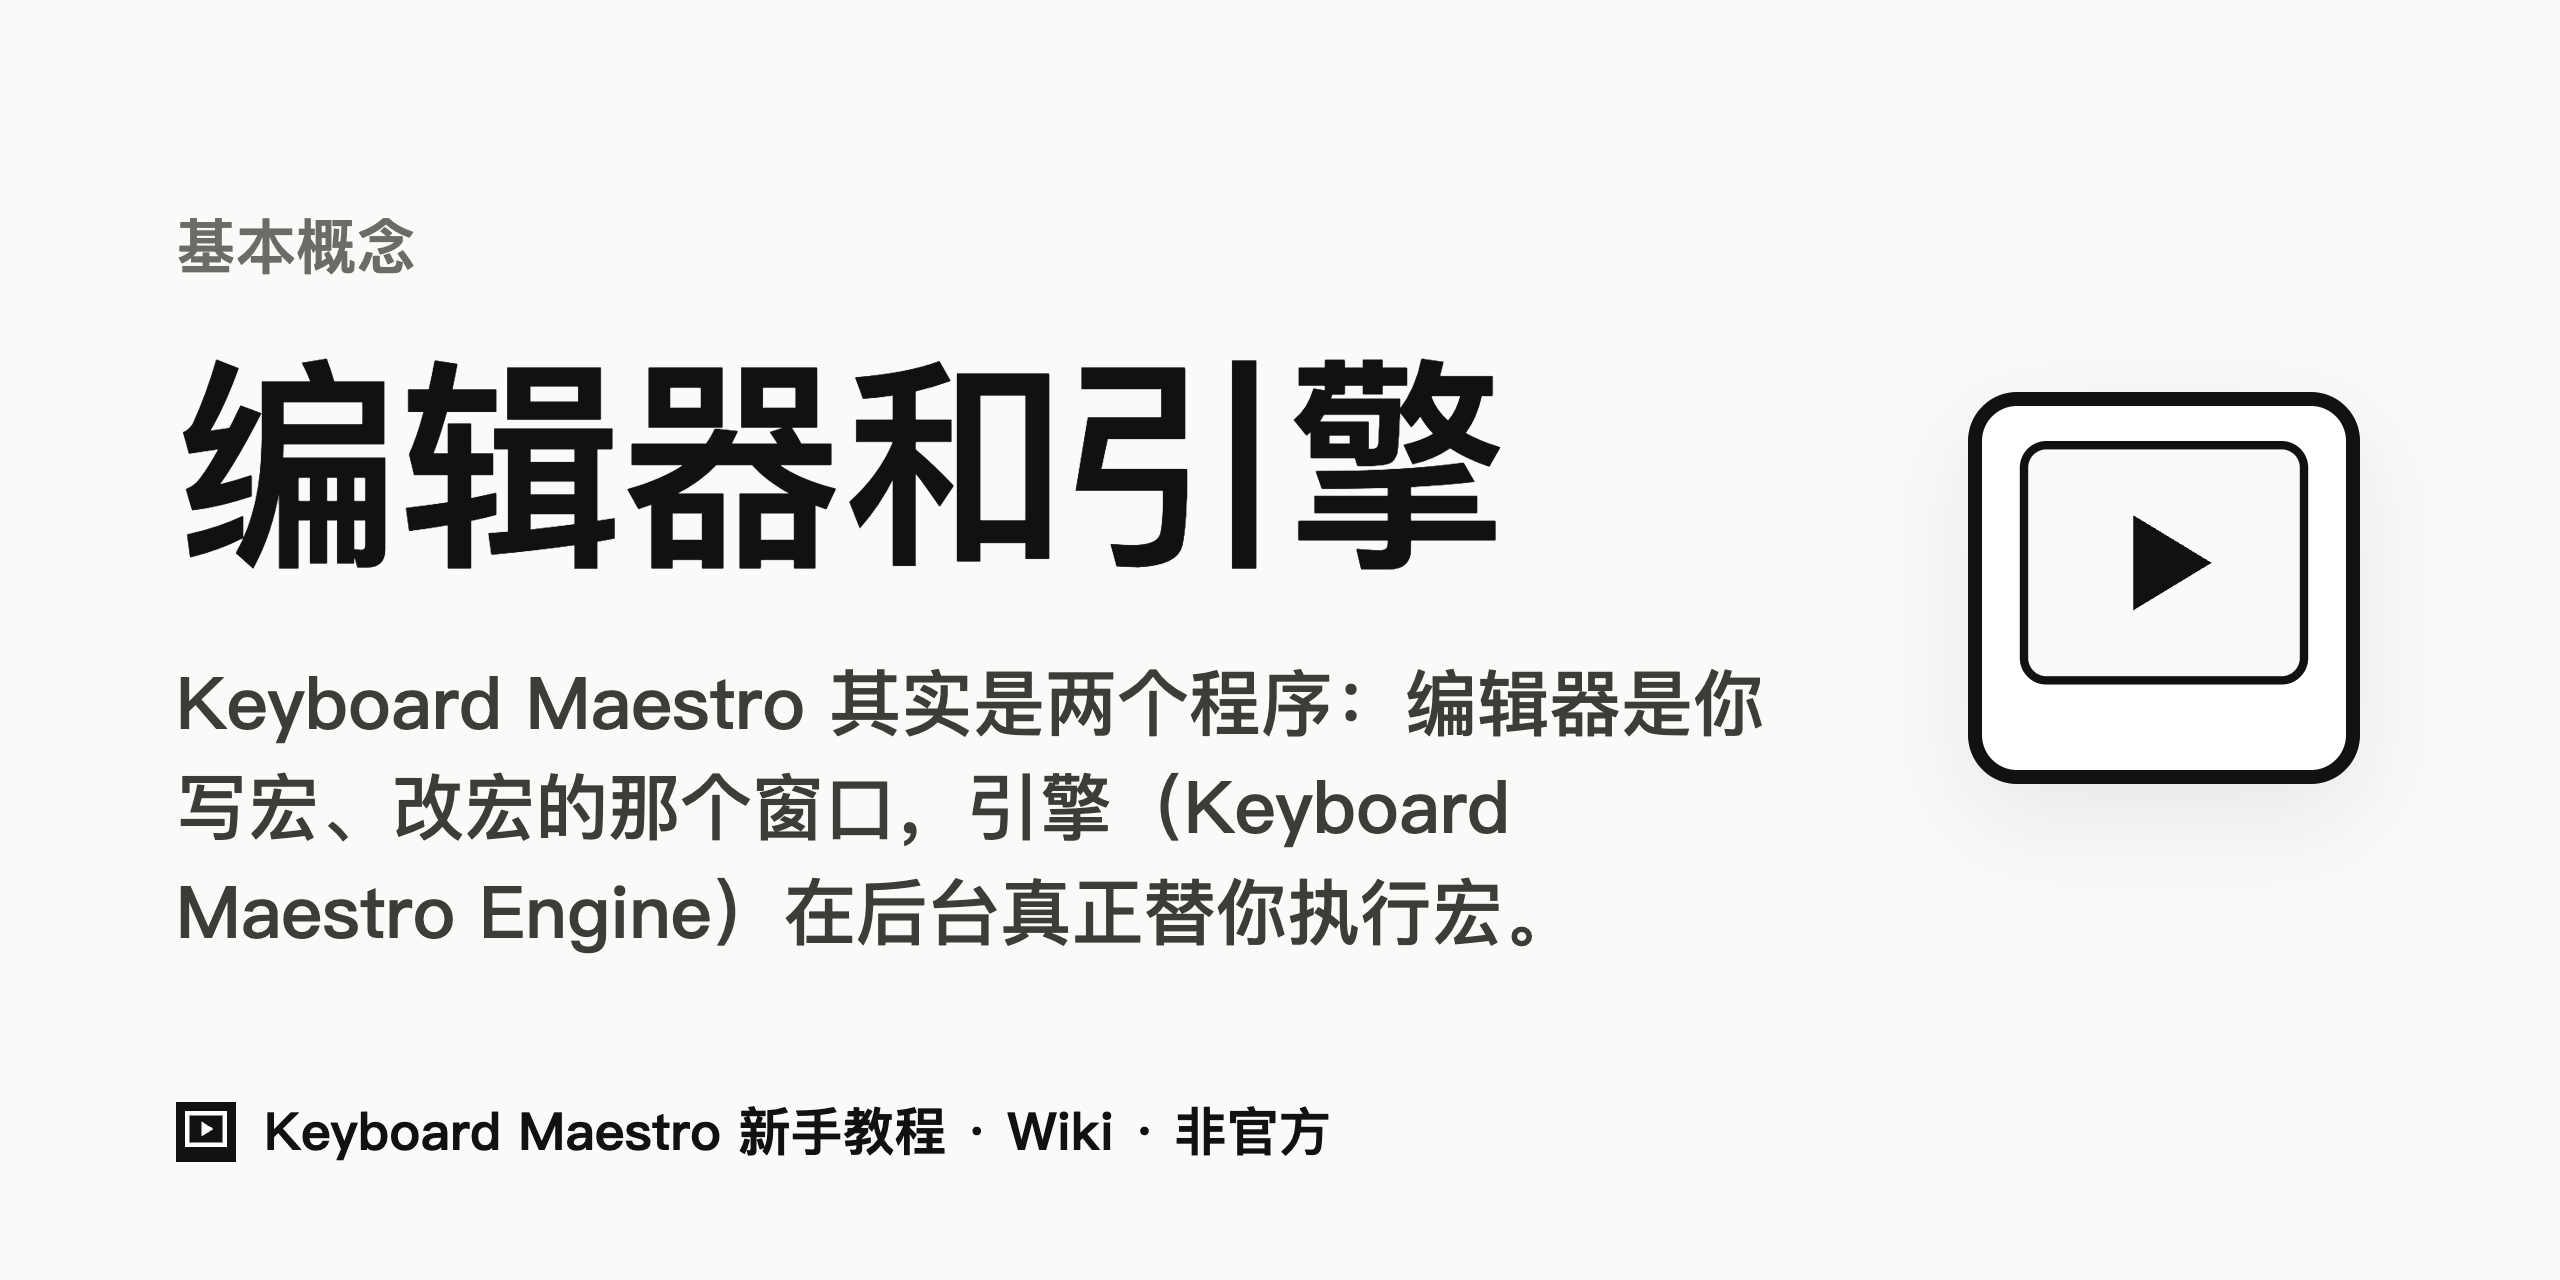 基本概念
编辑器和引擎
Keyboard Maestro 其实是两个程序：编辑器是你
写宏、改宏的那个窗口，引擎（Keyboard
Maestro Engine）在后台真正替你执行宏。
Keyboard Maestro 新手教程 · Wiki · 非官方